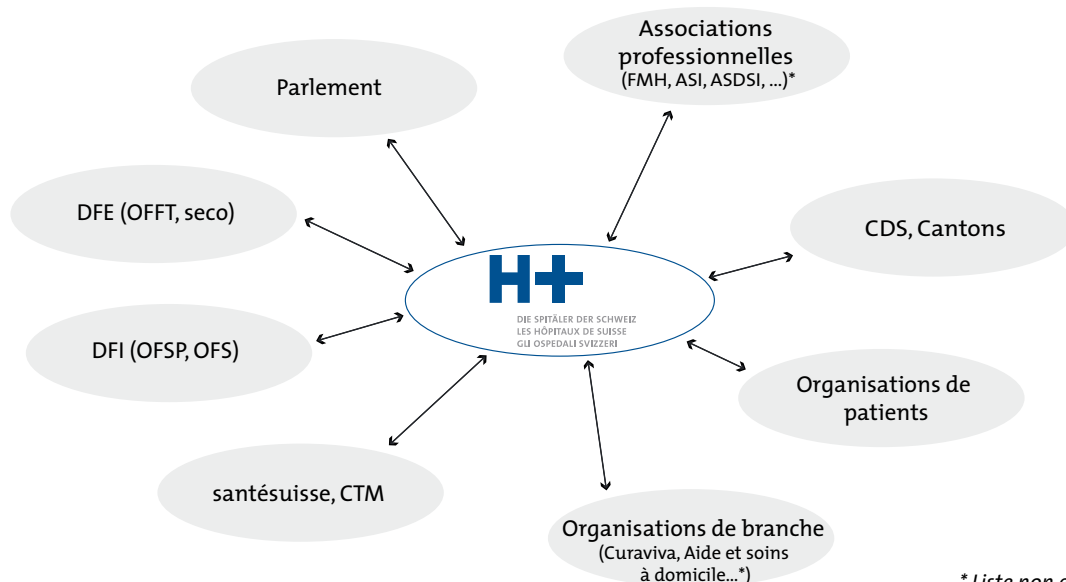 Associations
professionnelles
(FMH, ASI, ASDSI, ...)*
Parlement
DFE (OFFT, seco)
CDS, Cantons
H+
DIE SPITÄLER DER SCHWEIZ
LES HÔPITAUX DE SUISSE
GLI OSPEDALI SVIZZERI
DFI (OFSP, OFS)
Organisations de
patients
santésuisse, CTM
Organisations de branche
(Curaviva, Aide et soins
à domicile...*)
* Liste non